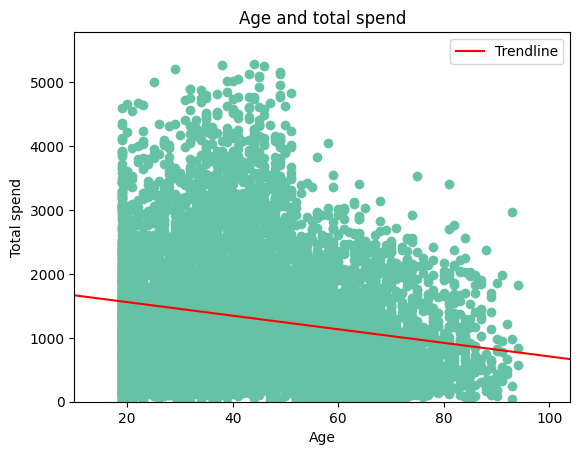 Age and total spend
Trendline
Total spend
5000
4000
3000
2000
1000
0
20 40 60 80 100
Age